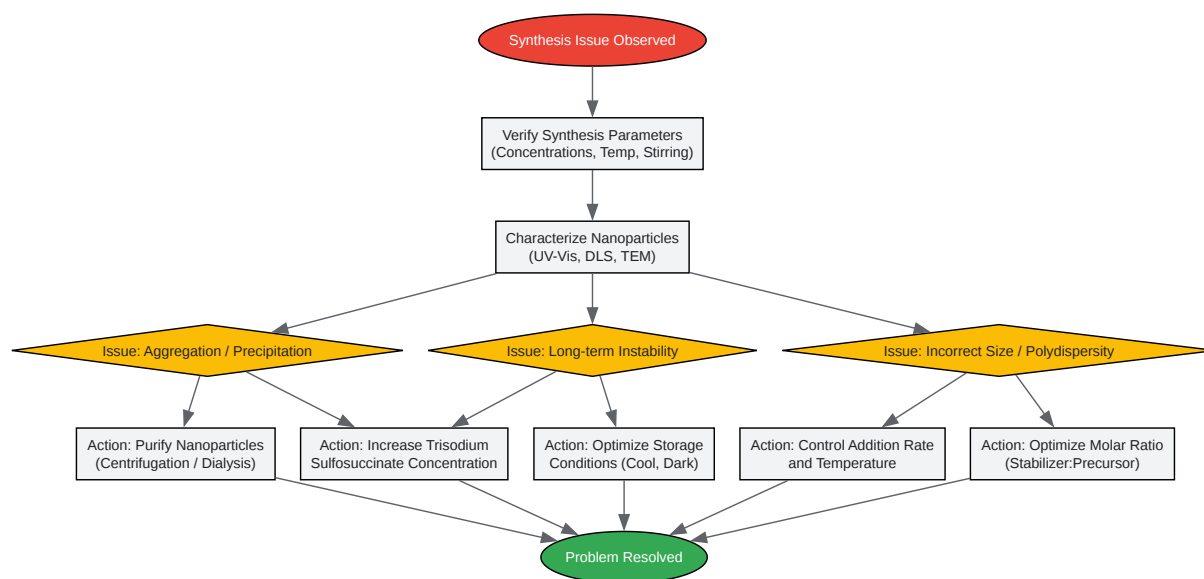 Synthesis Issue Observed
Verify Synthesis Parameters
(Concentrations, Temp, Stirring)
Characterize Nanoparticles
(UV-Vis, DLS, TEM)
Issue: Aggregation / Precipitation
Issue: Long-term Instability
Issue: Incorrect Size / Polydispersity
Action: Purify Nanoparticles
(Centrifugation / Dialysis)
Action: Increase Trisodium
Sulfosuccinate Concentration
Action: Optimize Storage
Conditions (Cool, Dark)
Action: Control Addition Rate
and Temperature
Action: Optimize Molar Ratio
(Stabilizer:Precursor)
Problem Resolved